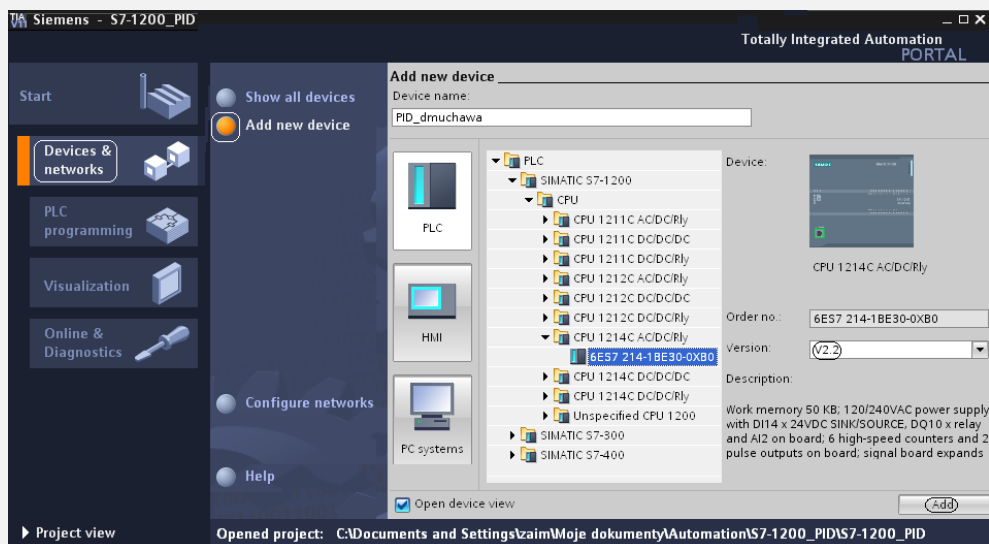 Siemens - S7-1200_PID
Totally Integrated Automation
PORTAL
Start
Devices &
networks
PLC
programming
Visualization
Online &
Diagnostics
Project view
Show all devices
Add new device
Configure networks
Help
Add new device
Device name:
PID_dmuchawa
PLC
HMI
PC systems
PLC
SIMATIC S7-1200
CPU
CPU 1211C AC/DC/Rly
CPU 1211C DC/DC/DC
CPU 1211C DC/DC/Rly
CPU 1212C AC/DC/Rly
CPU 1212C DC/DC/DC
CPU 1212C DC/DC/Rly
CPU 1214C AC/DC/Rly
6ES7 214-1BE30-0XB0
CPU 1214C DC/DC/DC
CPU 1214C DC/DC/Rly
Unspecified CPU 1200
SIMATIC S7-300
SIMATIC S7-400
Device:
CPU 1214C AC/DC/Rly
Order no.:
6ES7 214-1BE30-0XB0
Version:
V2.2
Description:
Work memory 50 KB; 120/240VAC power supply
with DI14 x 24VDC SINK/SOURCE, DQ10 x relay
and AI2 on board; 6 high-speed counters and 2
pulse outputs on board; signal board expands
Open device view
Add
Opened project: C:\Documents and Settings\zaim\Moje dokumenty\Automation\S7-1200_PID\S7-1200_PID